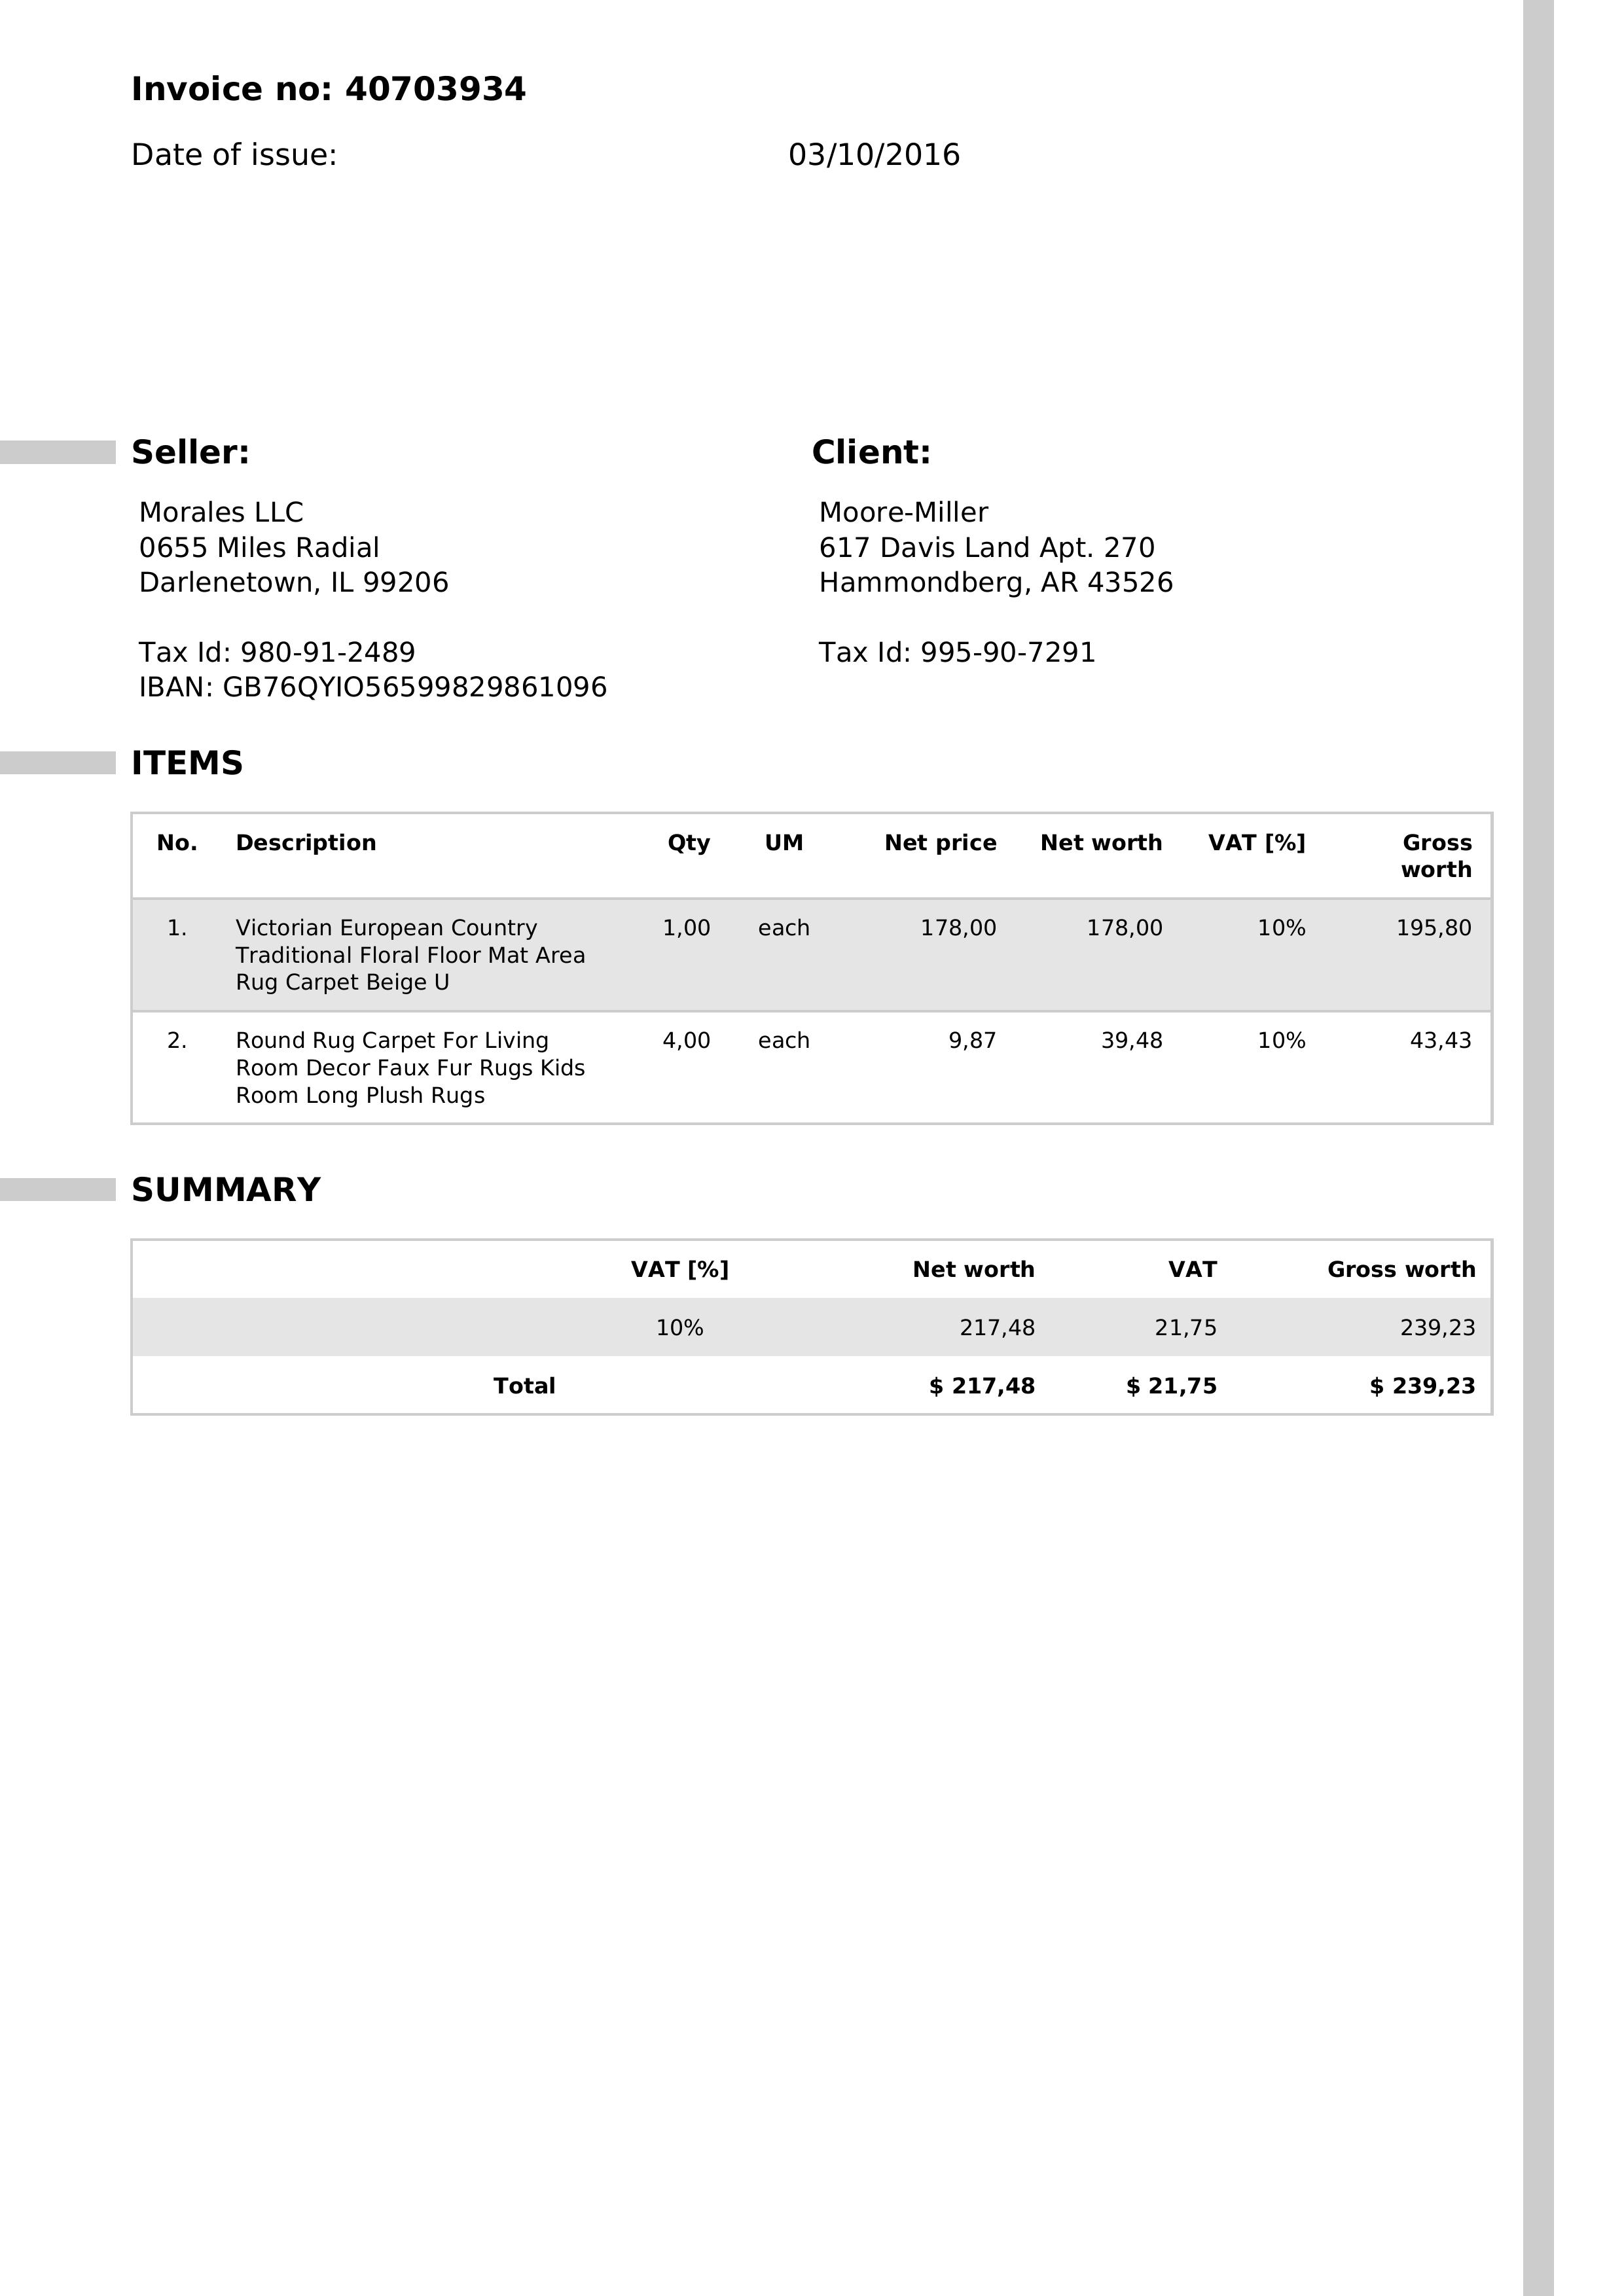 Invoice no: 40703934
Date of issue: 03/10/2016
Seller:
Morales LLC
0655 Miles Radial
Darlenetown, IL 99206
Tax Id: 980-91-2489
IBAN: GB76QYIO56599829861096
Client:
Moore-Miller
617 Davis Land Apt. 270
Hammondberg, AR 43526
Tax Id: 995-90-7291
ITEMS
No. Description Qty UM Net price Net worth VAT [%] Gross
worth
1. Victorian European Country 1,00 each 178,00 178,00 10% 195,80
Traditional Floral Floor Mat Area
Rug Carpet Beige U
2. Round Rug Carpet For Living 4,00 each 9,87 39,48 10% 43,43
Room Decor Faux Fur Rugs Kids
Room Long Plush Rugs
SUMMARY
VAT [%] Net worth VAT Gross worth
10% 217,48 21,75 239,23
Total $ 217,48 $ 21,75 $ 239,23